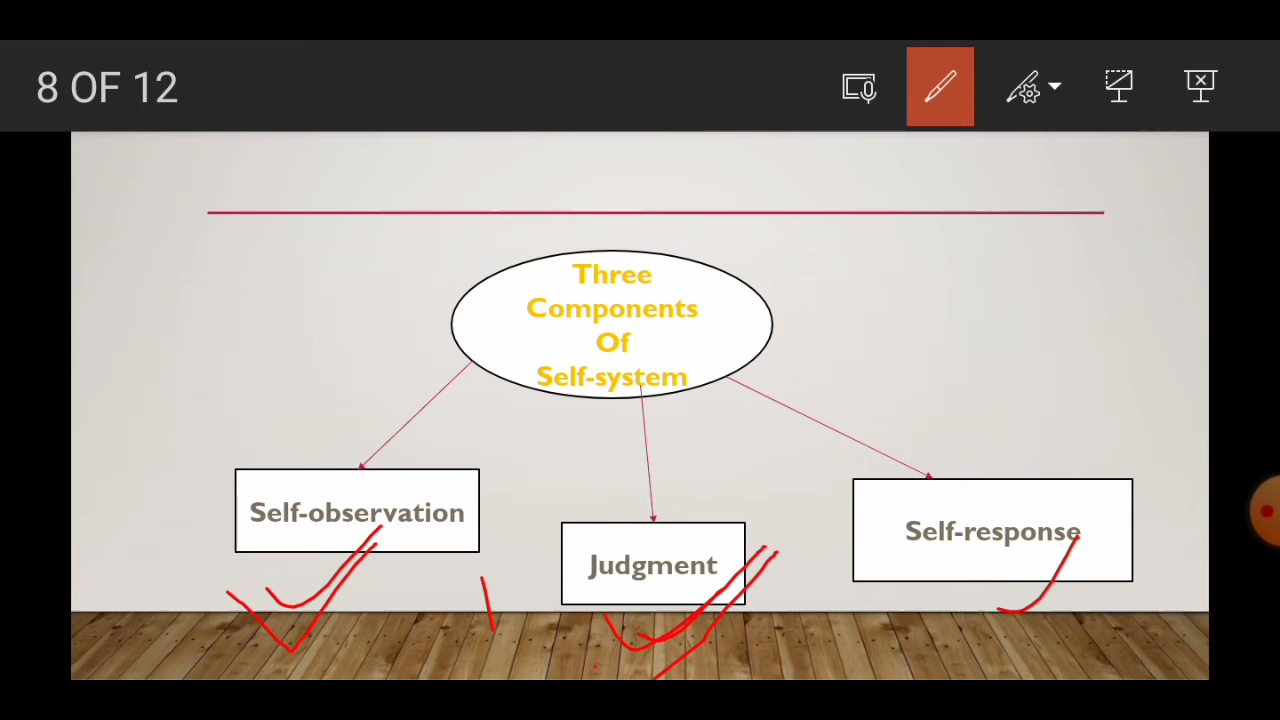 8 OF 12
Three
Components
Of
Self-system
Self-observation
Judgment
Self-response